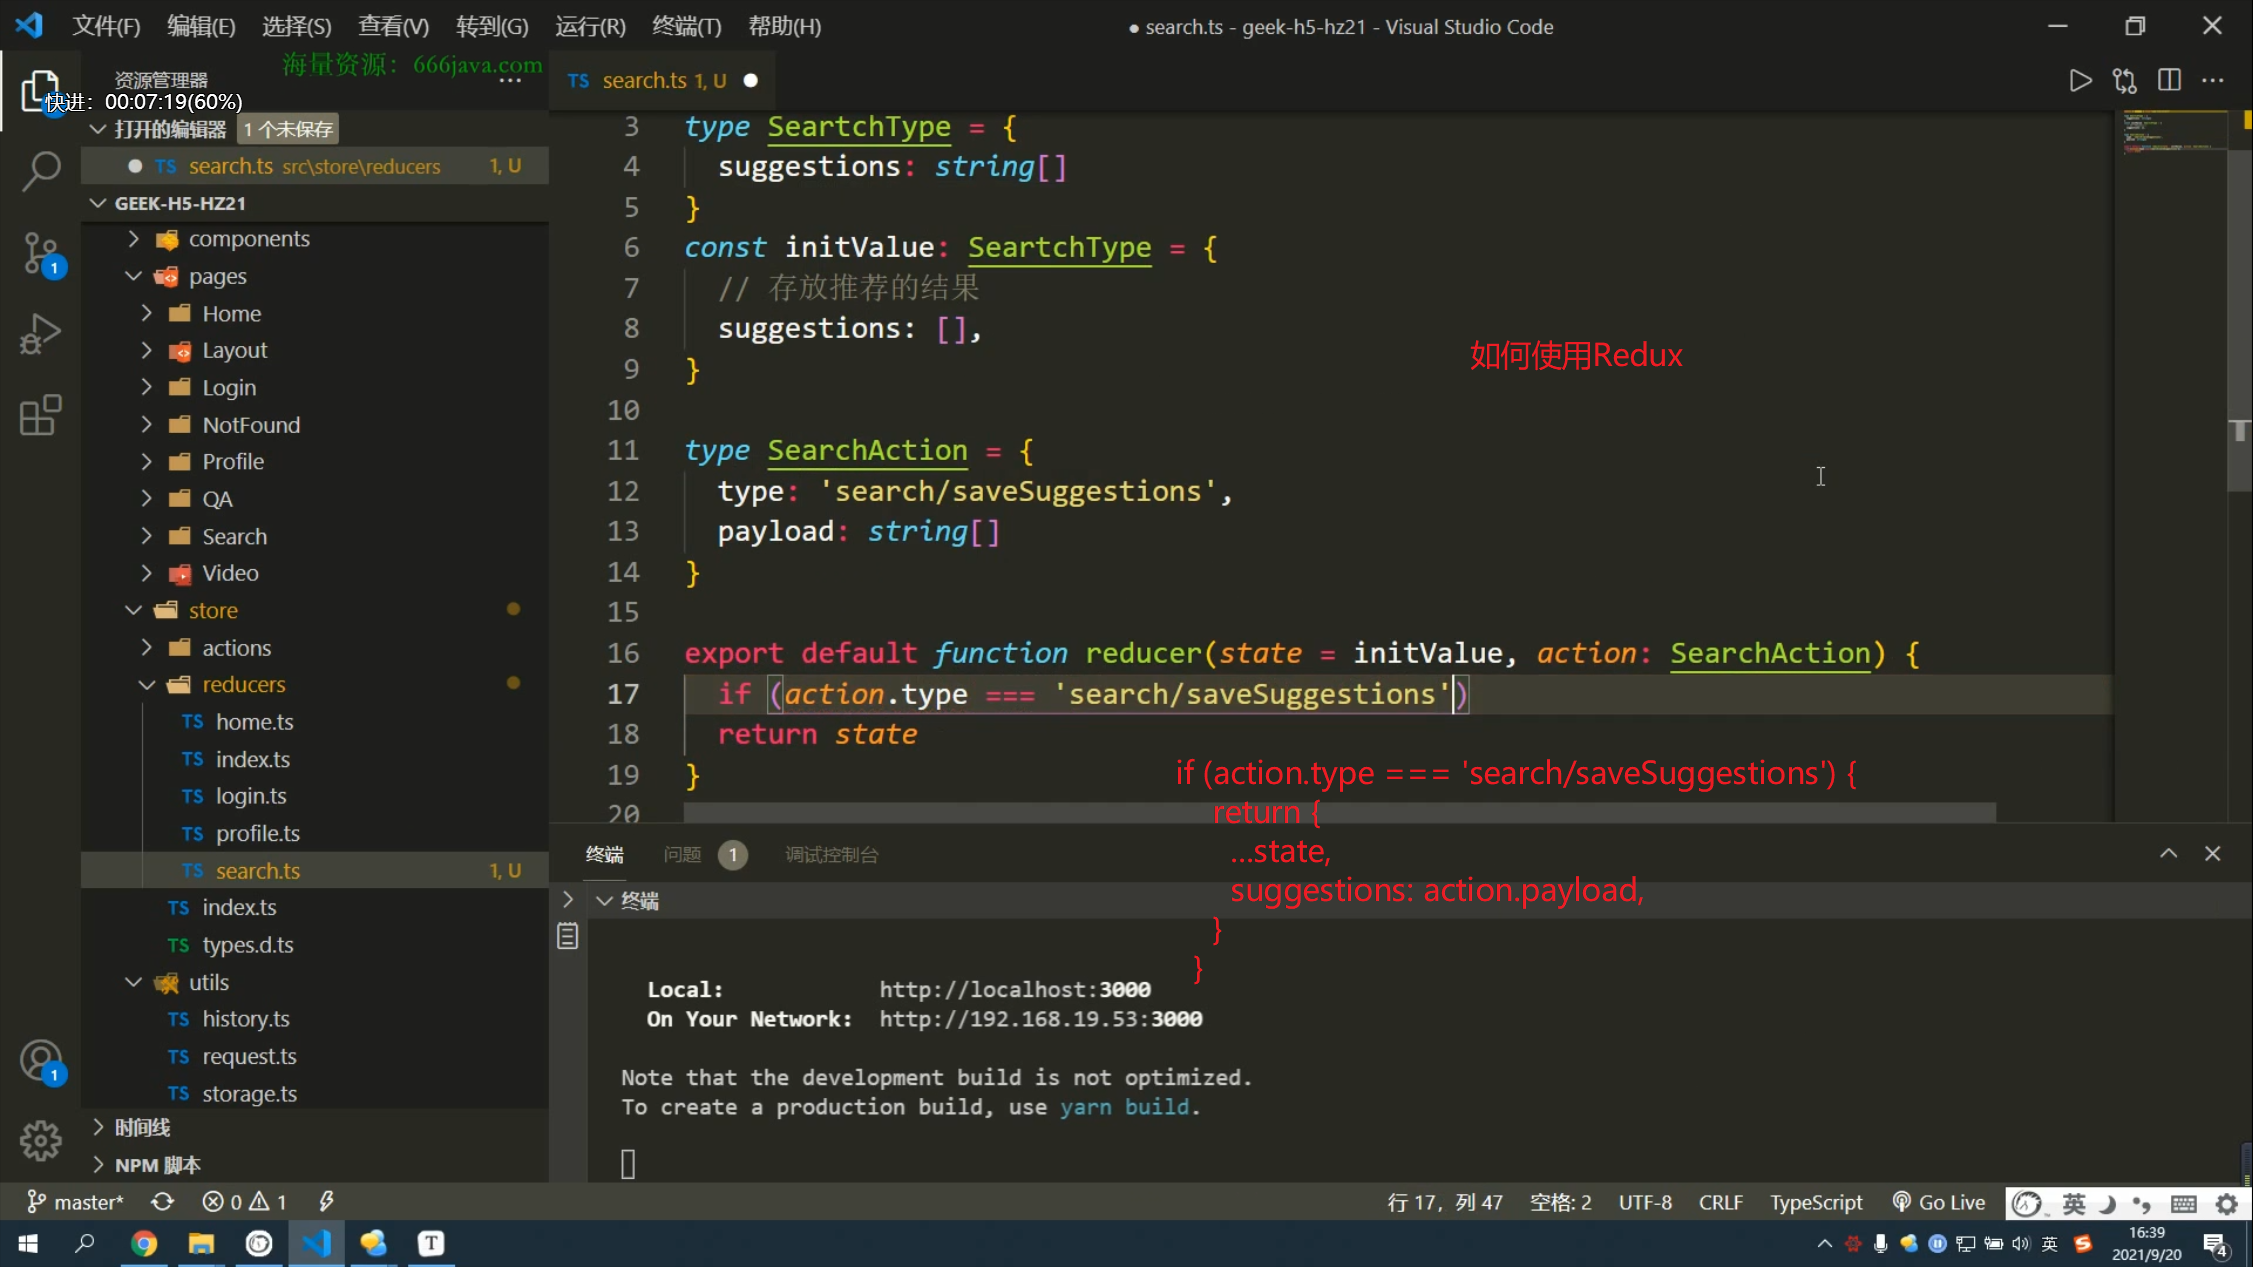 文件(F) 编辑(E) 选择(S) 查看(V) 转到(G) 运行(R) 终端(T) 帮助(H)
● search.ts - geek-h5-hz21 - Visual Studio Code
海量资源：666java.com
资源管理器
快进：00:07:19(60%)
打开的编辑器 1 个未保存
TS search.ts src\store\reducers 1, U
GEEK-H5-HZ21
components
pages
Home
Layout
Login
NotFound
Profile
QA
Search
Video
store
actions
reducers
TS home.ts
TS index.ts
TS login.ts
TS profile.ts
TS search.ts 1, U
TS index.ts
TS types.d.ts
utils
TS history.ts
TS request.ts
TS storage.ts
时间线
NPM 脚本
TS search.ts 1, U
3 type SeartchType = {
4 suggestions: string[]
5 }
6 const initValue: SeartchType = {
7 // 存放推荐的结果
8 suggestions: [],
9 }
10
11 type SearchAction = {
12 type: 'search/saveSuggestions',
13 payload: string[]
14 }
15
16 export default function reducer(state = initValue, action: SearchAction) {
17 if (action.type === 'search/saveSuggestions')
18 return state
19 }
20
如何使用Redux
if (action.type === 'search/saveSuggestions') {
return {
...state,
suggestions: action.payload,
}
}
终端 问题 1 调试控制台
终端
Local: http://localhost:3000
On Your Network: http://192.168.19.53:3000
Note that the development build is not optimized.
To create a production build, use yarn build.
master* 0 1 行 17，列 47 空格: 2 UTF-8 CRLF TypeScript Go Live 英
T 英 16:39
2021/9/20 4